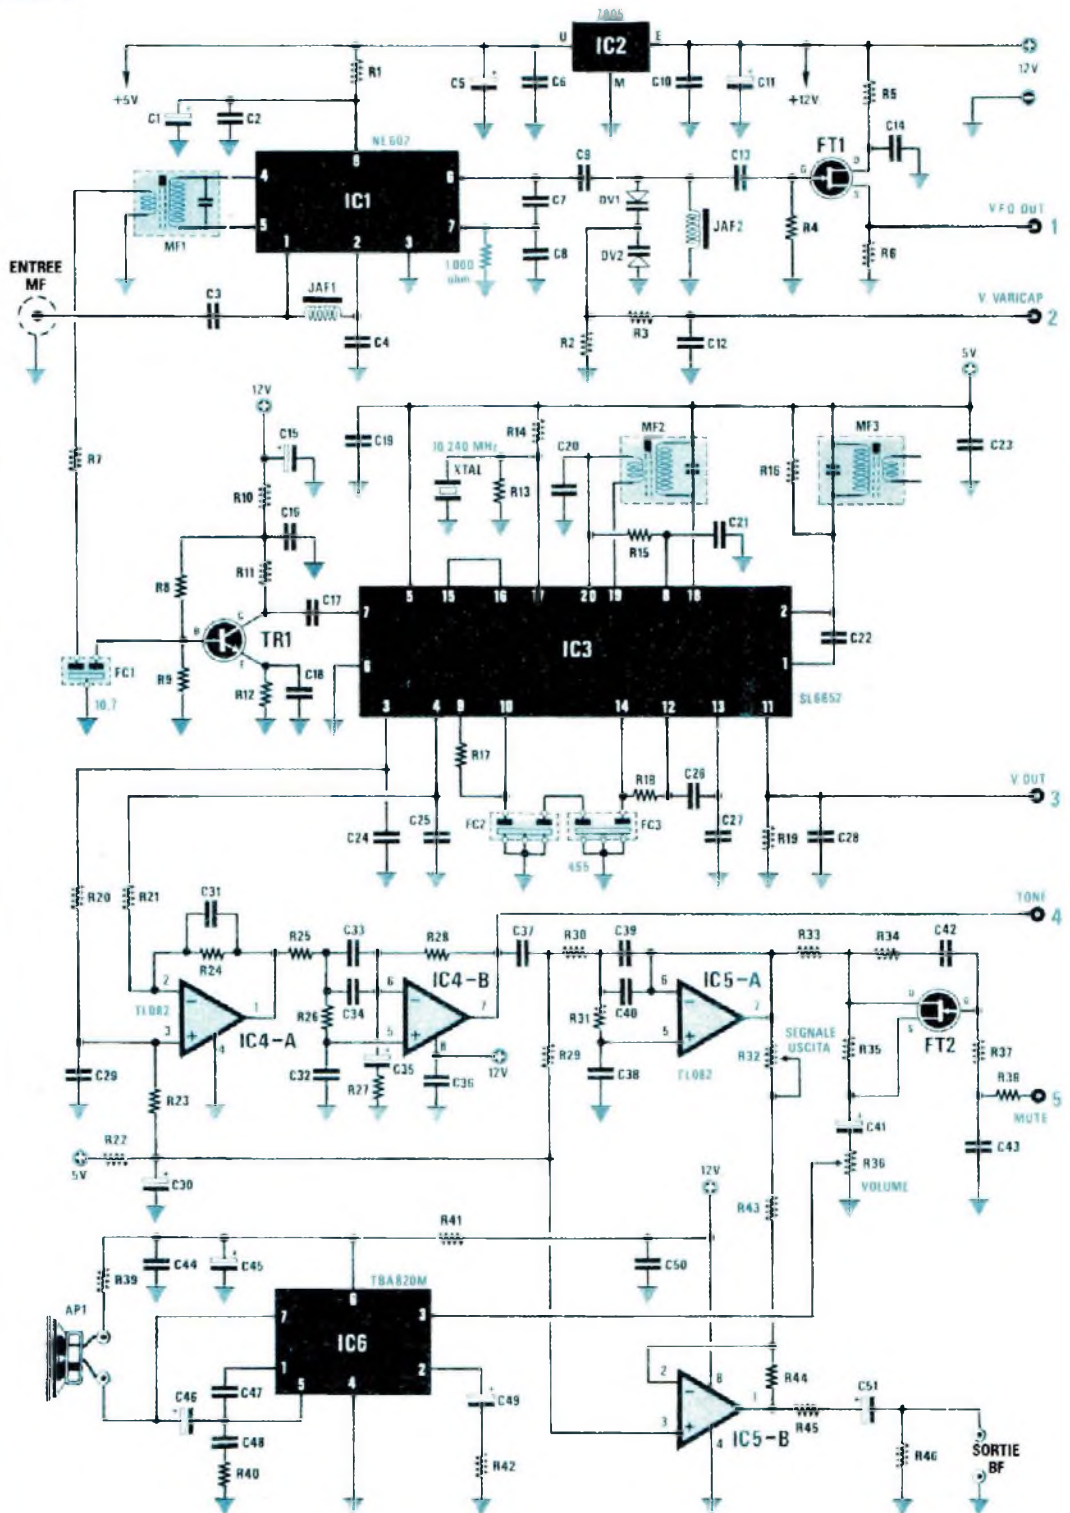 7805
U IC2 E
M
R1
C5 C6 C10 C11
+5V
+12V
12V
R5
C1 C2
C14
NE602
FT1
G D S
8
4 IC1 6
5 7
1 2 3
MF1
C9 C13
C7
C8
DV1
DV2
JAF2
R4
R6
V.F.O OUT
1
1.000
ohm
ENTREE
MF
C3
JAF1
C4
R2 R3 C12
V. VARICAP
2
5V
12V
R7
C15
R10
C16
R11
R8
C19
10,240 MHz
XTAL
R14
R13
C20
MF2
R15
C21
R16
MF3
C23
C17
B C E
TR1
R9
R12
C18
FC1
10,7
5 15 16 17 20 19 8 18
7 2
IC3
6 1
3 4 9 10 14 12 13 11
C22
SL6652
R17
R18
C26
V. OUT
3
C24 C25
FC2 FC3
455
C27
R19 C28
R20 R21
C31
R24
R25
C33
R28
C37
R30
C39
R33
R34
C42
TONE
4
2
TL082
3
1
4
IC4-A
C34
R26
6
5
7
8
IC4-B
C32
R27
C35
C36
12V
R29
R31
C40
C38
6
5
7
IC5-A
TL082
SEGNALE
USCITA
R32
D
S
G
FT2
R35
R37
R38
5
MUTE
C29
R23
R22
5V
C30
C41
R36
VOLUME
C43
12V
R43
R41
R39
C44 C45
C50
TBA820M
AP1
6
7 3
IC6
1 2
5 4
C46
C47
C48
R40
C49
R42
2
3
8
1
4
IC5-B
R44
R45
C51
R46
SORTIE
BF